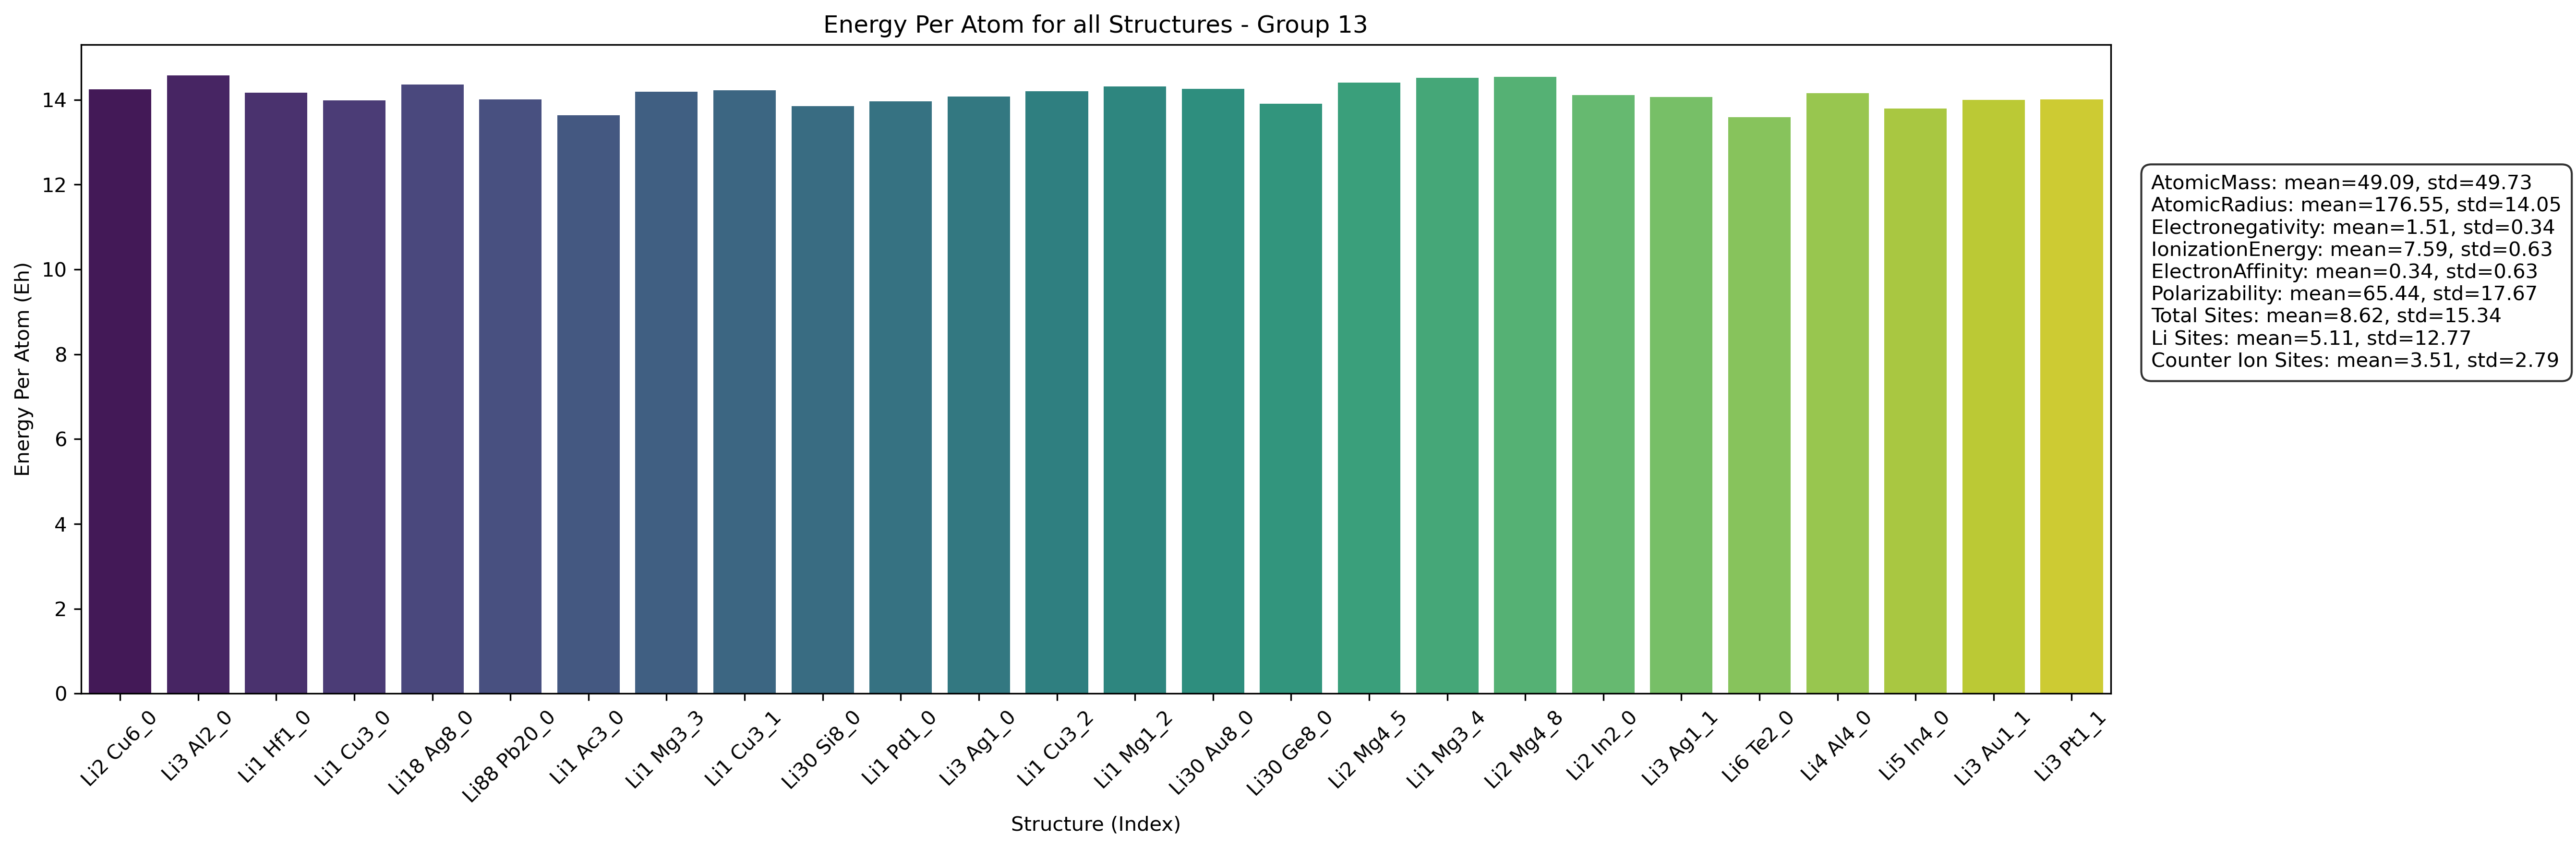 Energy Per Atom for all Structures - Group 13
Energy Per Atom (Eh)
14
12
10
8
6
4
2
0
Li2 Cu6_0
Li3 Al2_0
Li1 Hf1_0
Li1 Cu3_0
Li18 Ag8_0
Li88 Pb20_0
Li1 Ac3_0
Li1 Mg3_3
Li1 Cu3_1
Li30 Si8_0
Li1 Pd1_0
Li3 Ag1_0
Li1 Cu3_2
Li1 Mg1_2
Li30 Au8_0
Li30 Ge8_0
Li2 Mg4_5
Li1 Mg3_4
Li2 Mg4_8
Li2 In2_0
Li3 Ag1_1
Li6 Te2_0
Li4 Al4_0
Li5 In4_0
Li3 Au1_1
Li3 Pt1_1
Structure (Index)
AtomicMass: mean=49.09, std=49.73
AtomicRadius: mean=176.55, std=14.05
Electronegativity: mean=1.51, std=0.34
IonizationEnergy: mean=7.59, std=0.63
ElectronAffinity: mean=0.34, std=0.63
Polarizability: mean=65.44, std=17.67
Total Sites: mean=8.62, std=15.34
Li Sites: mean=5.11, std=12.77
Counter Ion Sites: mean=3.51, std=2.79